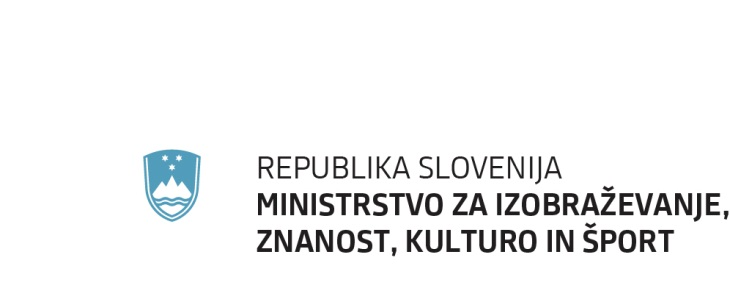 REPUBLIKA SLOVENIJA
MINISTRSTVO ZA IZOBRAŽEVANJE,
ZNANOST, KULTURO IN ŠPORT